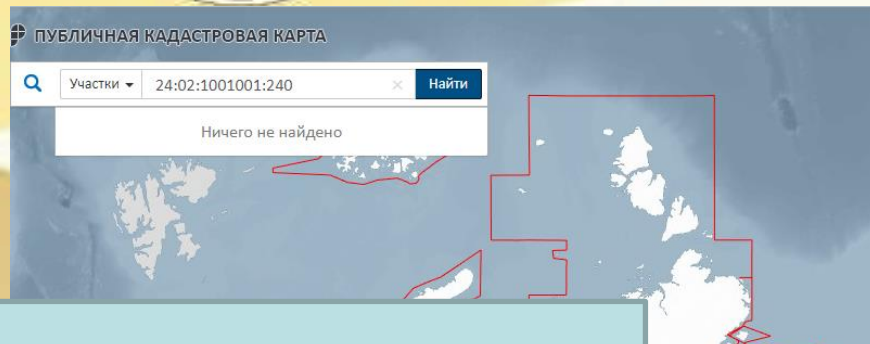 ПУБЛИЧНАЯ КАДАСТРОВАЯ КАРТА
Участки 24:02:1001001:240 × Найти
Ничего не найдено